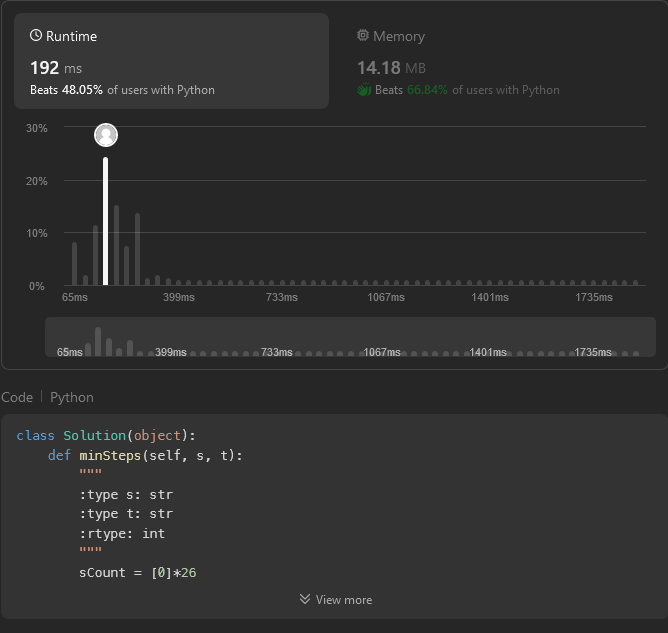 Runtime
Memory
192 ms
14.18 MB
Beats 48.05% of users with Python
Beats 66.84% of users with Python
30%
20%
10%
0%
65ms 399ms 733ms 1067ms 1401ms 1735ms
65ms 399ms 733ms 1067ms 1401ms 1735ms
Code | Python
class Solution(object):
    def minSteps(self, s, t):
        """
        :type s: str
        :type t: str
        :rtype: int
        """
        sCount = [0]*26
View more